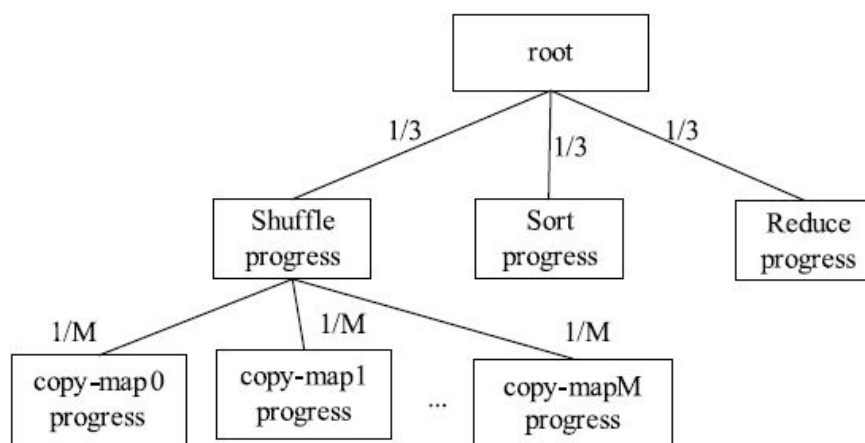 root
1/3
1/3
1/3
Shuffle
progress
Sort
progress
Reduce
progress
1/M
1/M
1/M
copy-map0
progress
copy-map1
progress
...
copy-mapM
progress